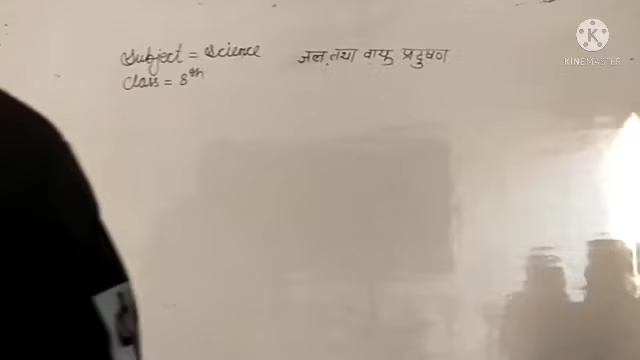 Subject = Science
Class = 8th
जल तथा वायु प्रदुषण
KINEMASTER